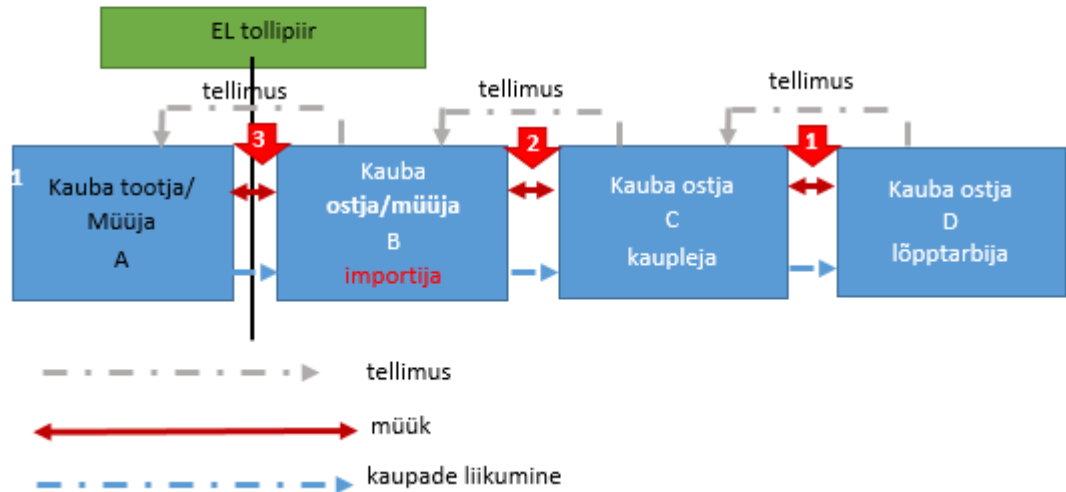 EL tollipiir
tellimus
tellimus
tellimus
3
2
1
1
Kauba tootja/
Müüja
A
Kauba
ostja/müüja
B
importija
Kauba ostja
C
kaupleja
Kauba ostja
D
lõpptarbija
tellimus
müük
kaupade liikumine